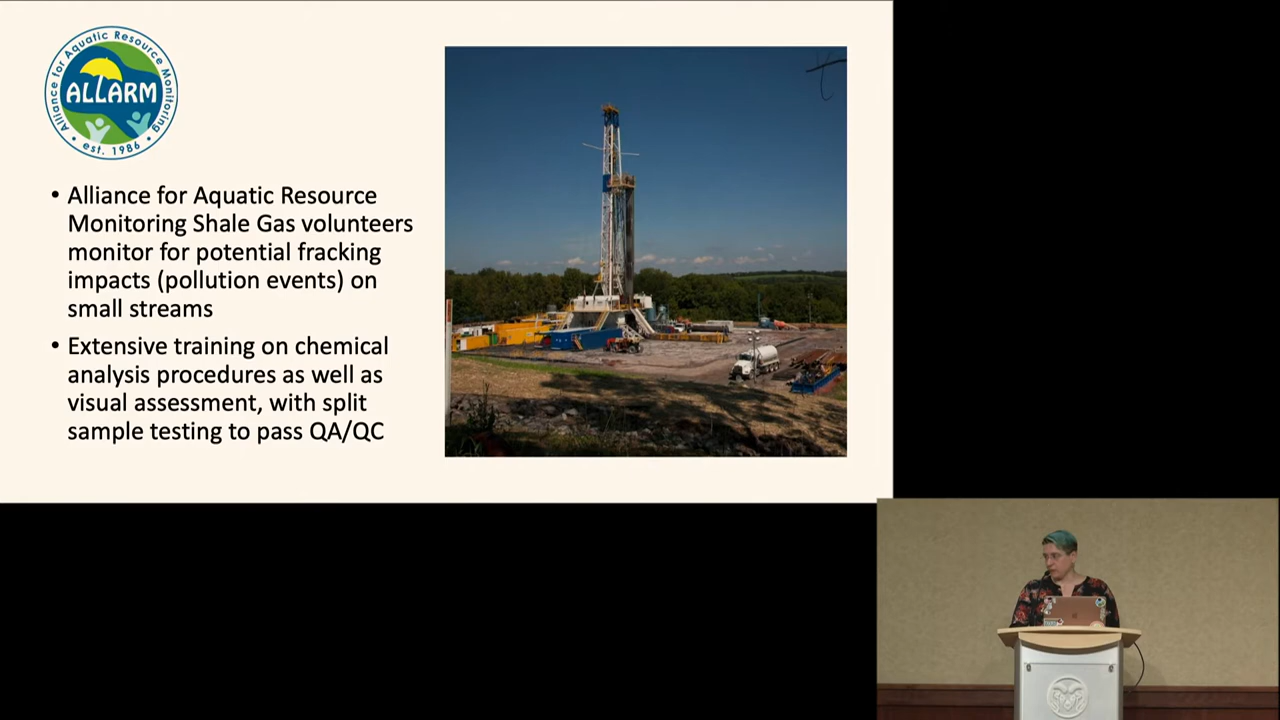 Alliance for Aquatic Resource Monitoring
ALLARM
• est. 1986 •
• Alliance for Aquatic Resource
Monitoring Shale Gas volunteers
monitor for potential fracking
impacts (pollution events) on
small streams
• Extensive training on chemical
analysis procedures as well as
visual assessment, with split
sample testing to pass QA/QC